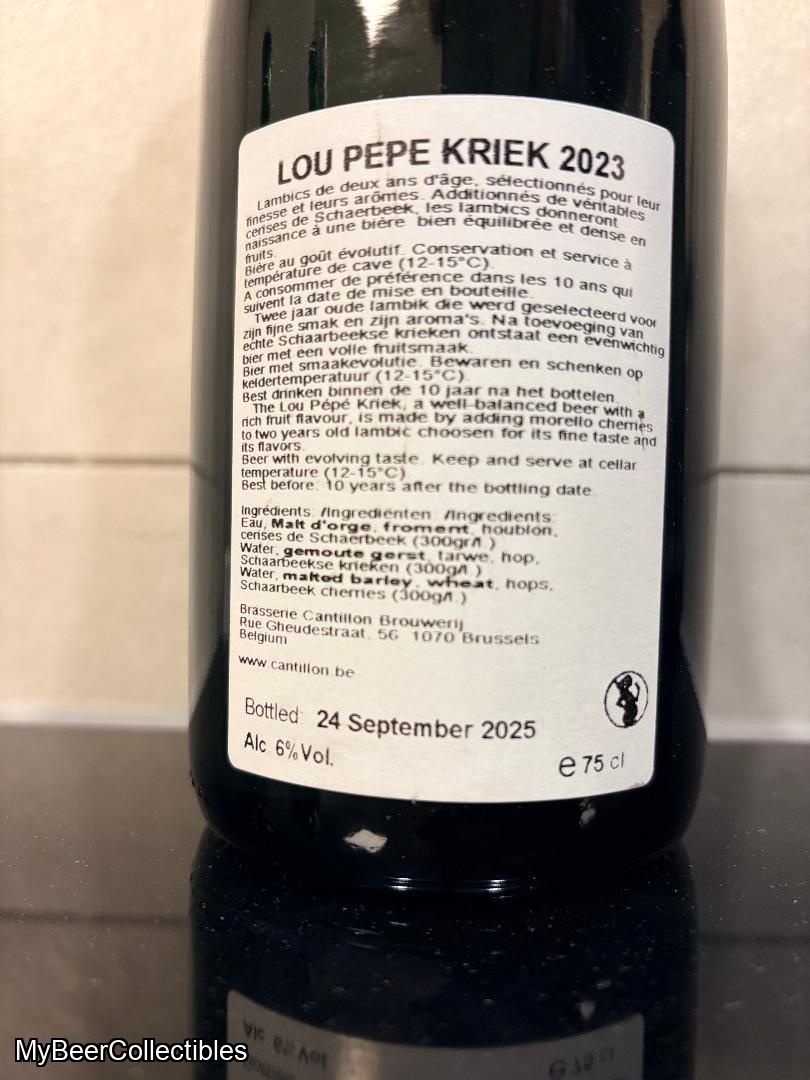 LOU PEPE KRIEK 2023
Lambics de deux ans d'âge, sélectionnés pour leur
finesse et leurs arômes. Additionnés de véritables
cerises de Schaerbeek, les lambics donneront
naissance à une bière bien équilibrée et dense en
fruits.
Bière au goût évolutif. Conservation et service à
température de cave (12-15°C).
A consommer de préférence dans les 10 ans qui
suivent la date de mise en bouteille.
Twee jaar oude lambik die werd geselecteerd voor
zijn fijne smak en zijn aroma's. Na toevoeging van
echte Schaarbeekse krieken ontstaat een evenwichtig
bier met een volle fruitsmaak.
Bier met smaakevolutie. Bewaren en schenken op
keldertemperatuur (12-15°C).
Best drinken binnen de 10 jaar na het bottelen.
The Lou Pépé Kriek, a well-balanced beer with a
rich fruit flavour, is made by adding morello cherries
to two years old lambic choosen for its fine taste and
its flavors.
Beer with evolving taste. Keep and serve at cellar
temperature (12-15°C)
Best before: 10 years after the bottling date
Ingrédients: /Ingredienten: /Ingredients:
Eau, Malt d'orge, froment, houblon,
cerises de Schaerbeek (300gr/l.)
Water, gemoute gerst, tarwe, hop,
Schaarbeekse krieken (300g/l.)
Water, malted barley, wheat, hops,
Schaarbeek cherries (300g/l.)
Brasserie Cantillon Brouwerij
Rue Gheudestraat, 56 1070 Brussels
Belgium
www.cantillon.be
Bottled: 24 September 2025
Alc 6% Vol.
e 75 cl
MyBeerCollectibles